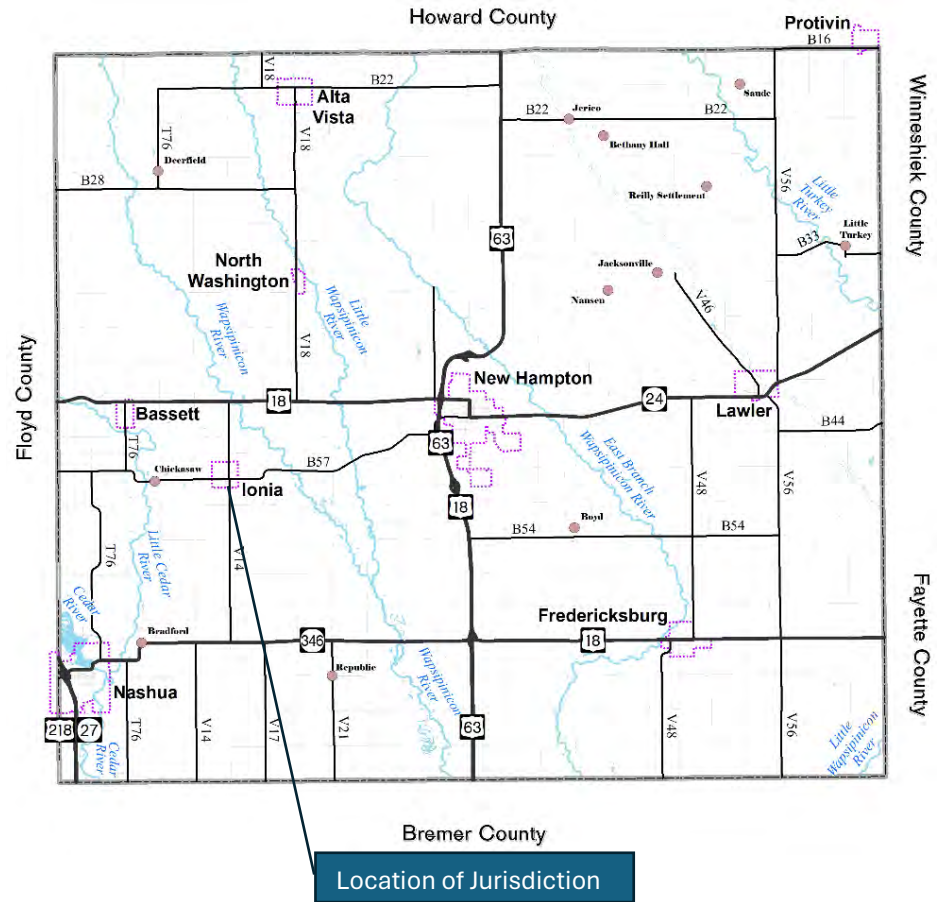 Howard County
Protivin
B16
V18
B22
Alta
Vista
Saude
T76
V18
Jerico
B22
B22
Bethany Hall
Deerfield
B28
Reilly Settlement
V56
Little
Turkey
River
Winneshiek County
63
Little
Turkey
B33
North
Washington
Jacksonville
Nansen
V46
Wapsipinicon
River
Little
Wapsipinicon
River
V18
Floyd County
New Hampton
18
24
Bassett
Lawler
T76
63
B44
Chickasaw
B57
Ionia
East Branch
Wapsipinicon River
V48
V56
18
Boyd
B54
B54
T76
Little Cedar
River
V14
Cedar
River
Fredericksburg
Fayette County
Bradford
346
18
Republic
Wapsipinicon
River
Nashua
218
27
Cedar
River
T76
V14
V17
V21
63
V48
V56
Little
Wapsipinicon
River
Bremer County
Location of Jurisdiction